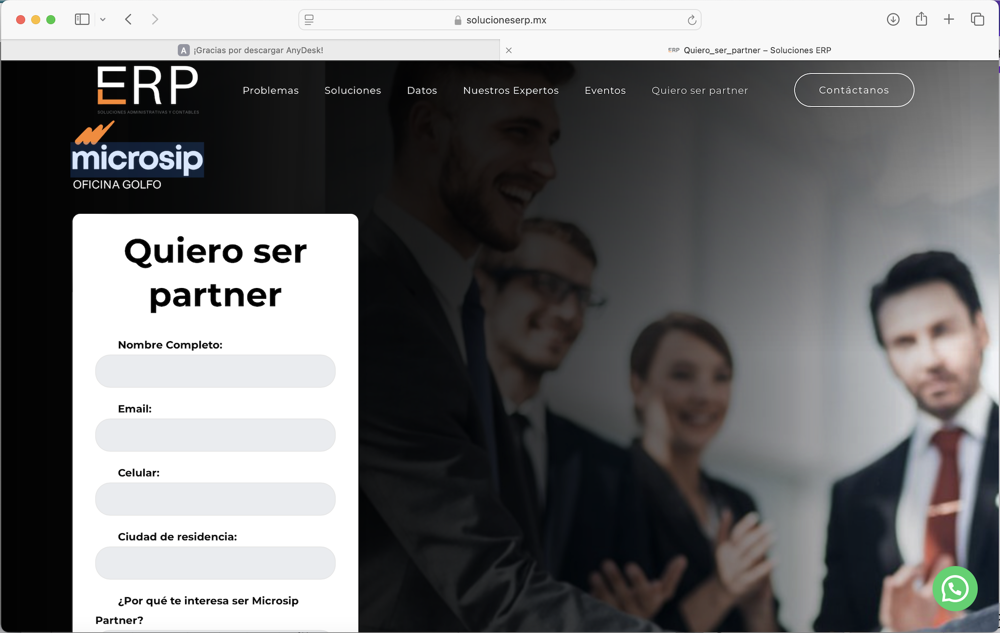 solucioneserp.mx
A ¡Gracias por descargar AnyDesk!
ERP Quiero_ser_partner – Soluciones ERP
ERP
SOLUCIONES ADMINISTRATIVAS Y CONTABLES
Problemas Soluciones Datos Nuestros Expertos Eventos Quiero ser partner Contáctanos
microsip
OFICINA GOLFO
Quiero ser
partner
Nombre Completo:
Email:
Celular:
Ciudad de residencia:
¿Por qué te interesa ser Microsip
Partner?